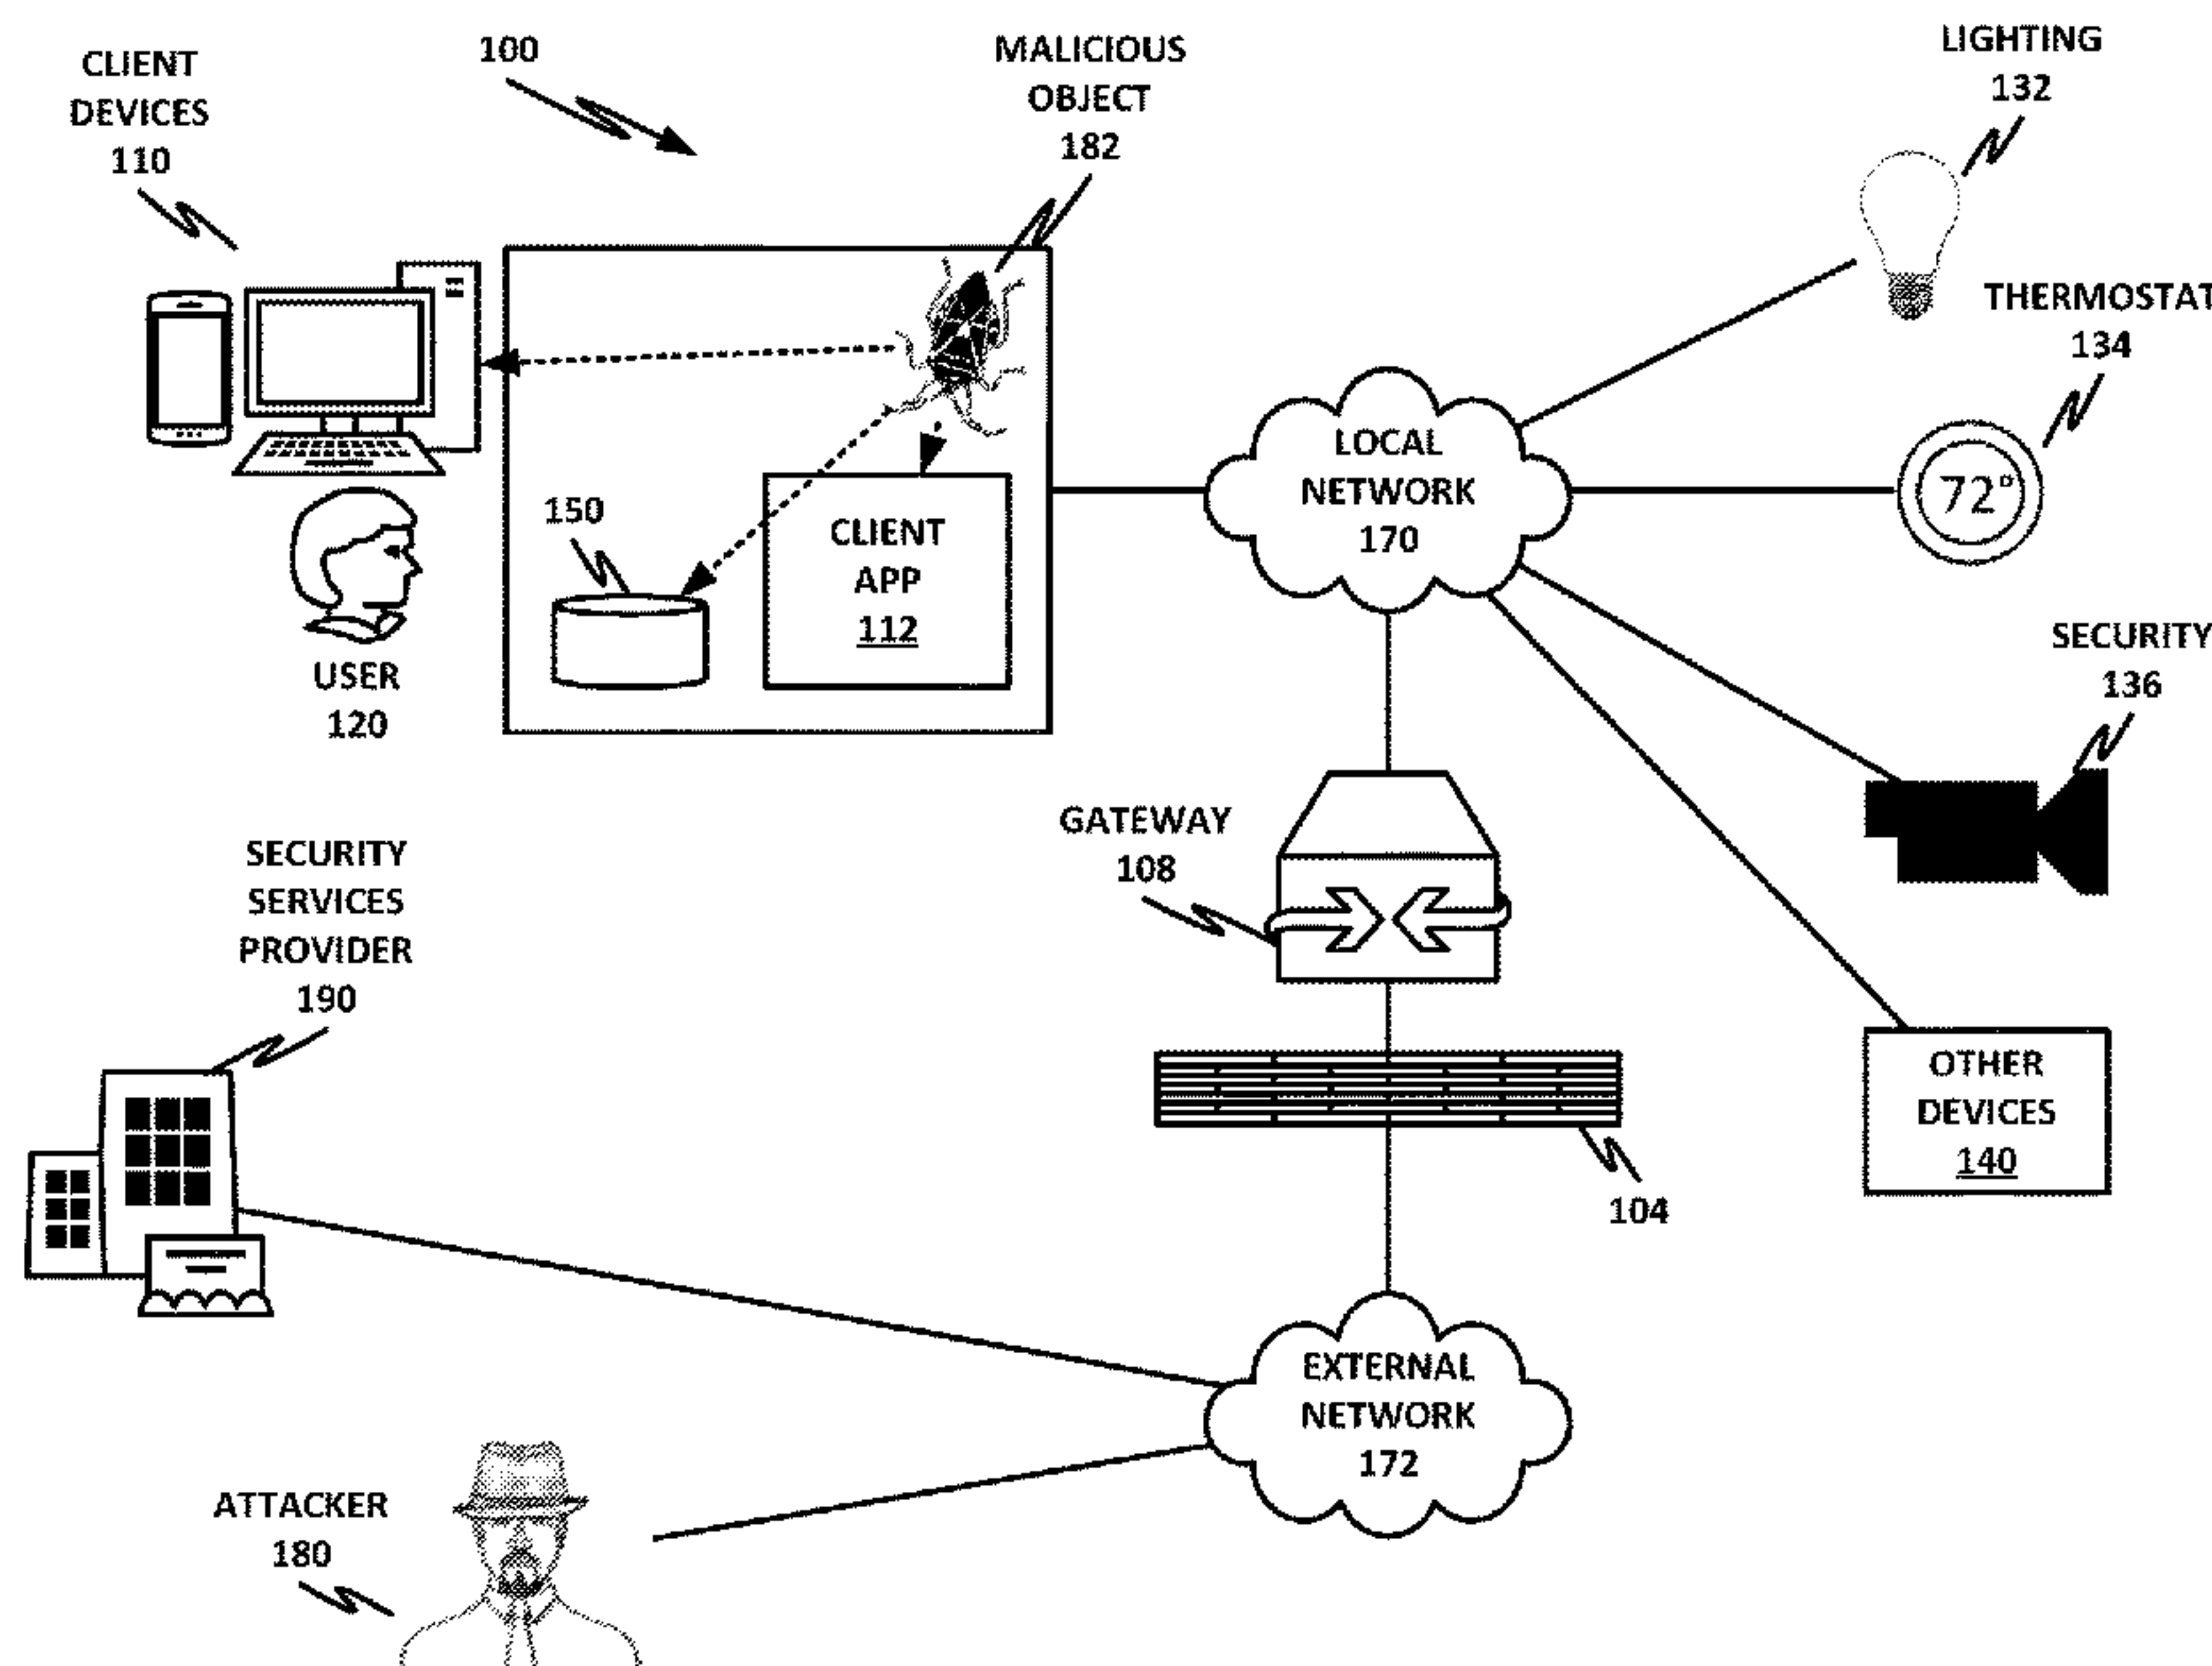 CLIENT
DEVICES
110
100
MALICIOUS
OBJECT
182
LIGHTING
132
THERMOSTAT
134
72°
LOCAL
NETWORK
170
150
CLIENT
APP
112
USER
120
SECURITY
136
GATEWAY
108
SECURITY
SERVICES
PROVIDER
190
OTHER
DEVICES
140
104
EXTERNAL
NETWORK
172
ATTACKER
180